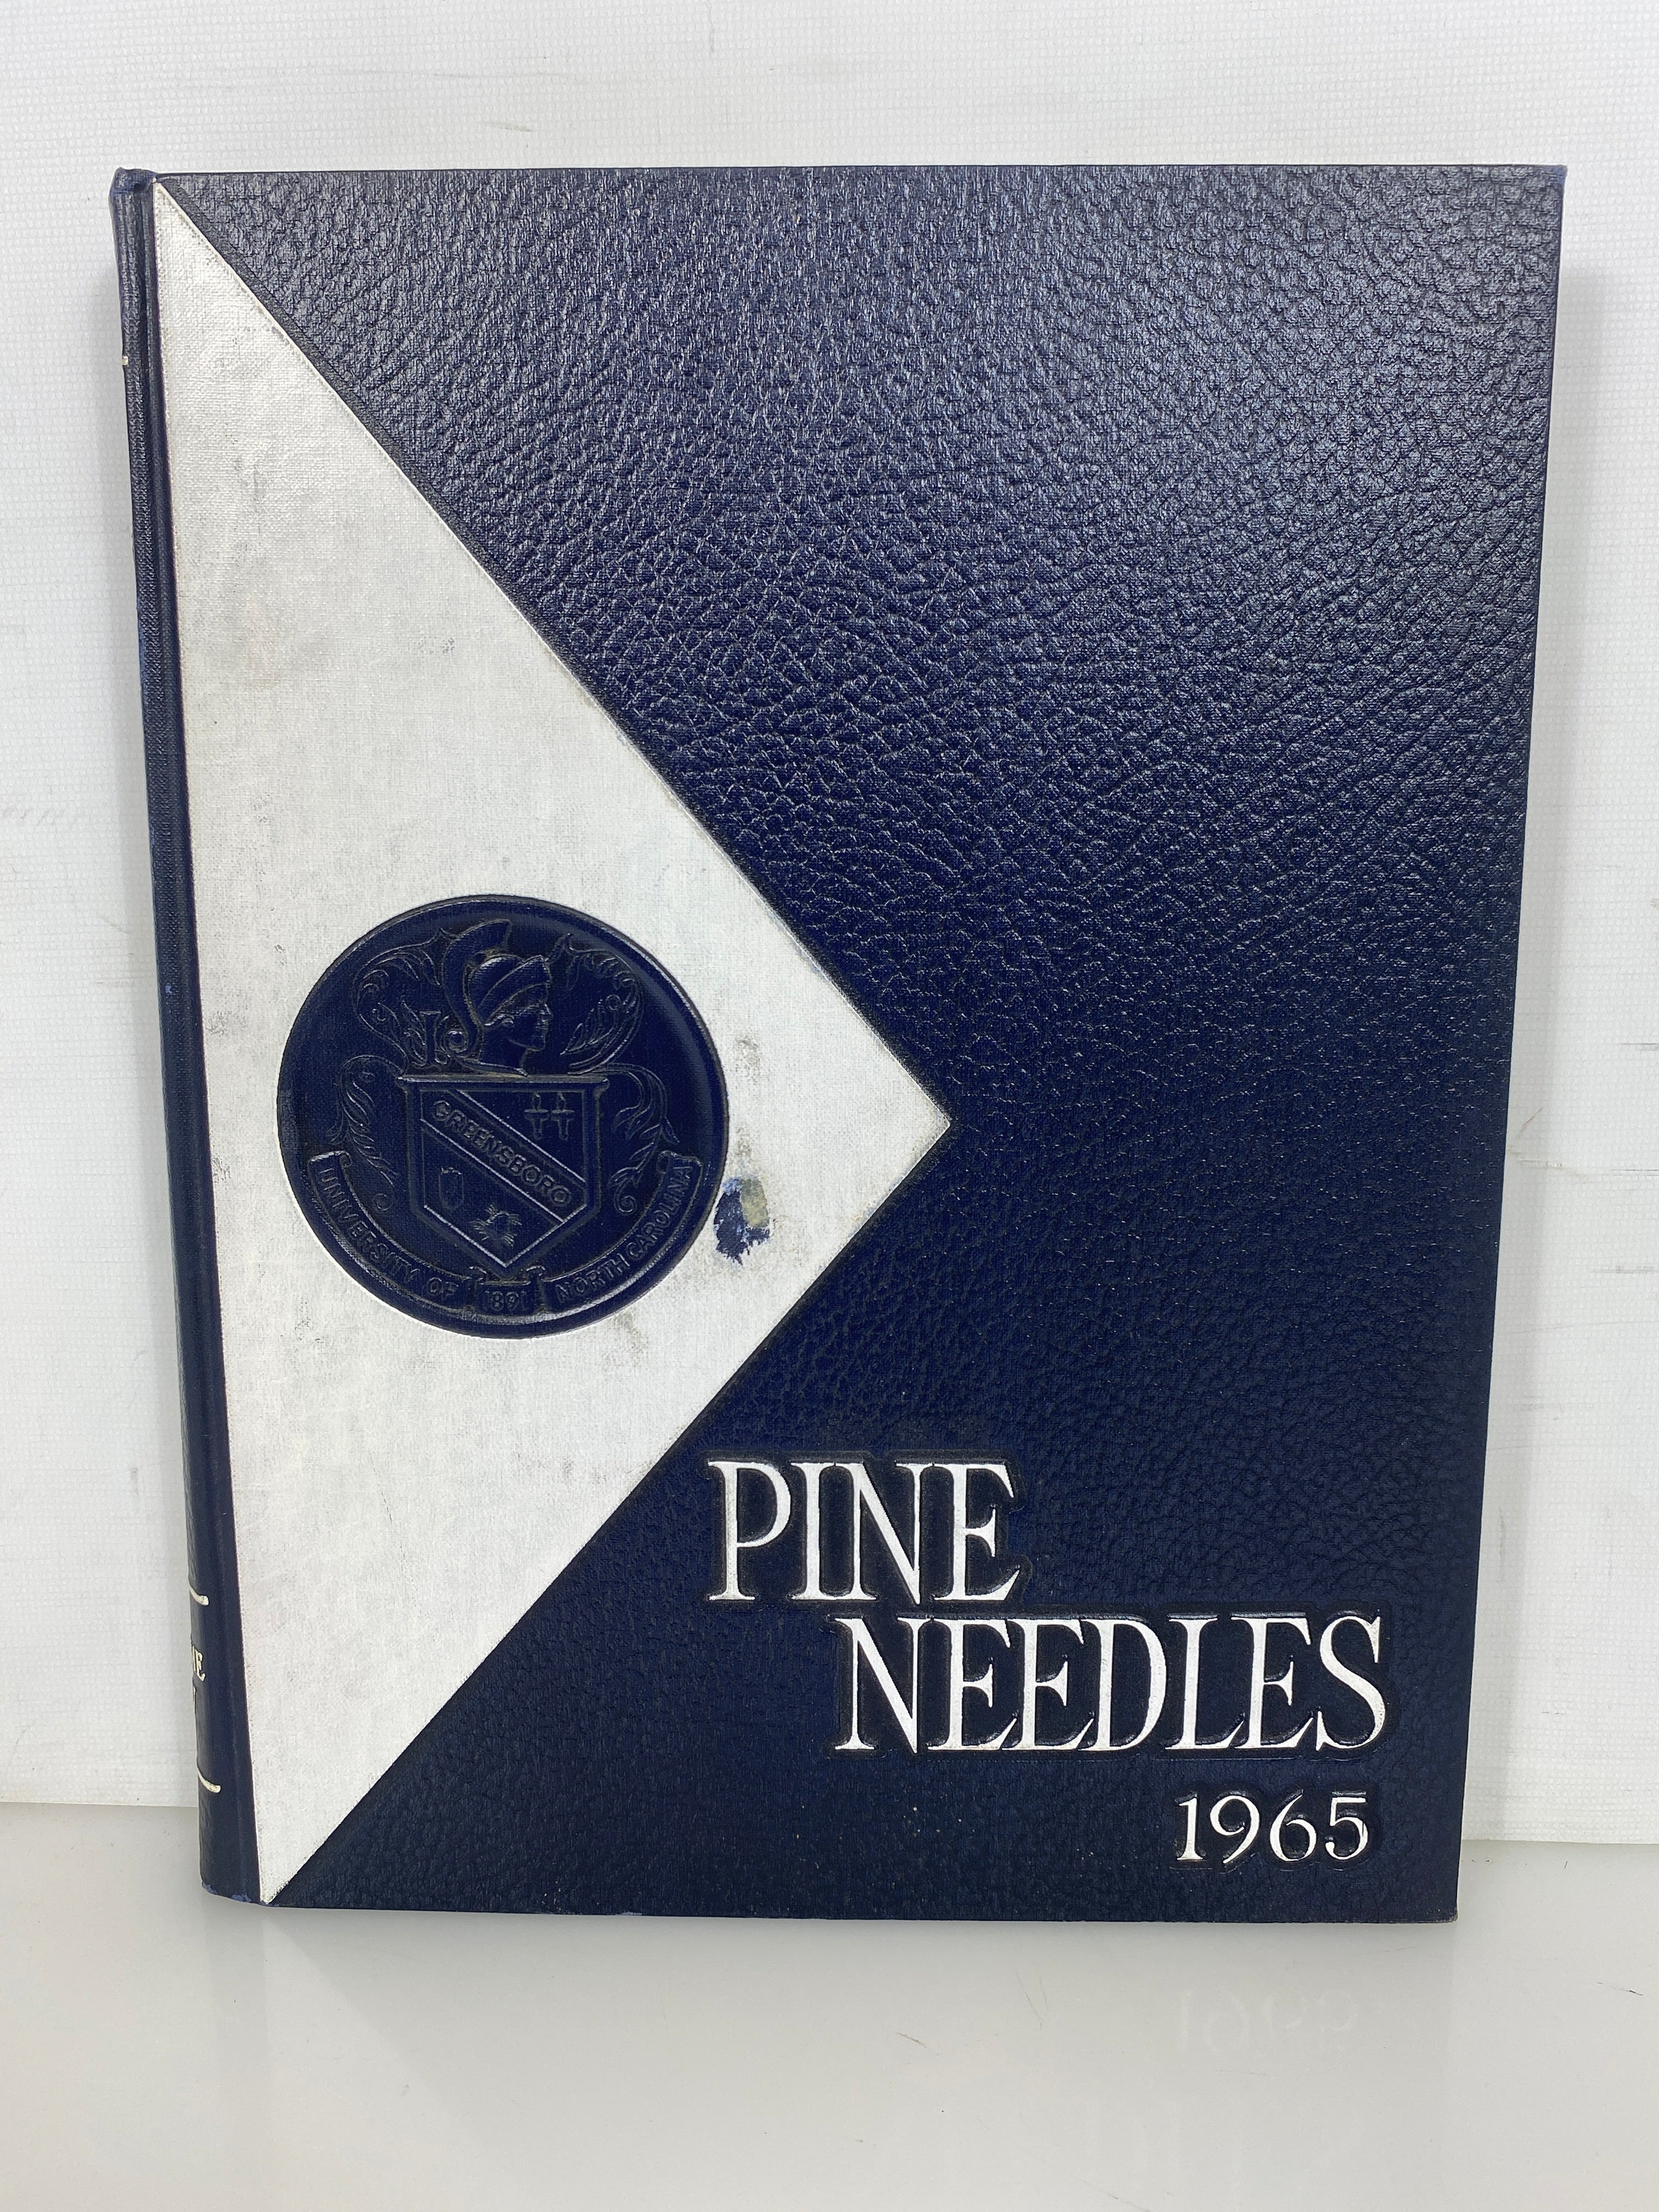 GREENSBORO
UNIVERSITY OF 1891 NORTH CAROLINA
PINE
NEEDLES
1965